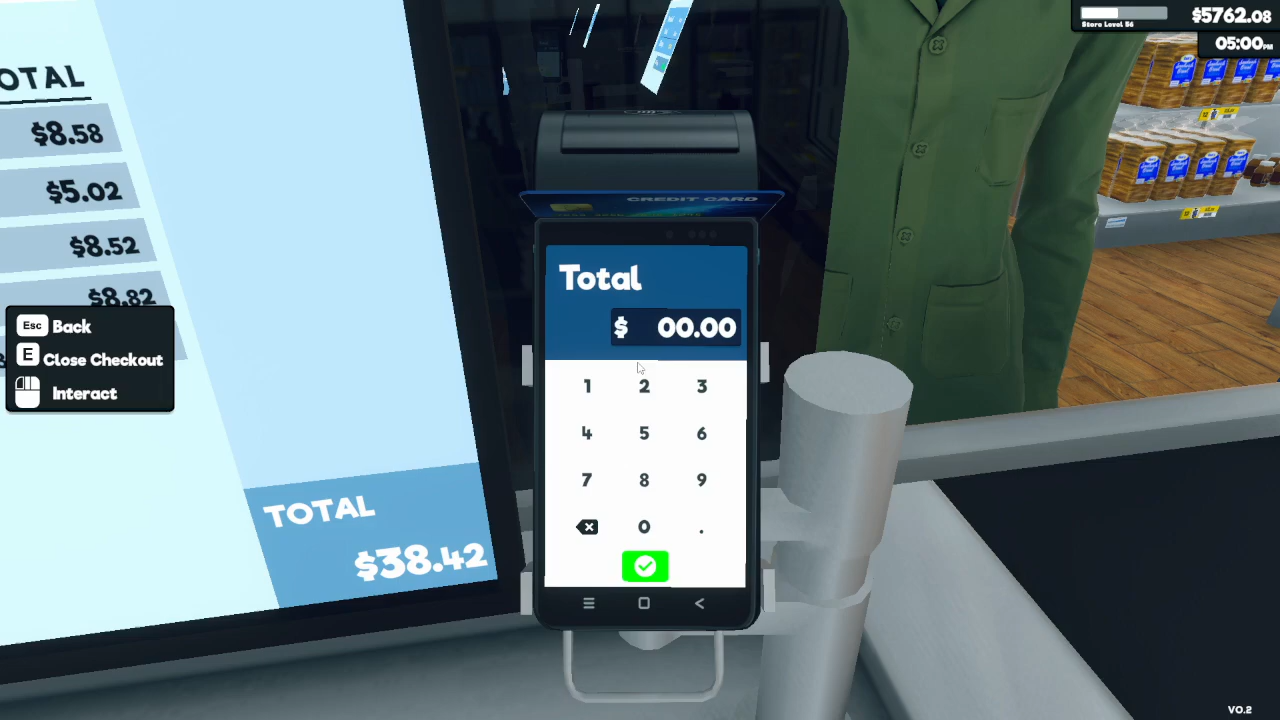 $5762.08
Store Level 56
05:00PM
OTAL
$8.58
$5.02
$8.52
$8.82
Esc Back
E Close Checkout
Interact
TOTAL
$38.42
CREDIT CARD
Total
$ 00.00
1 2 3
4 5 6
7 8 9
0 .
V0.2